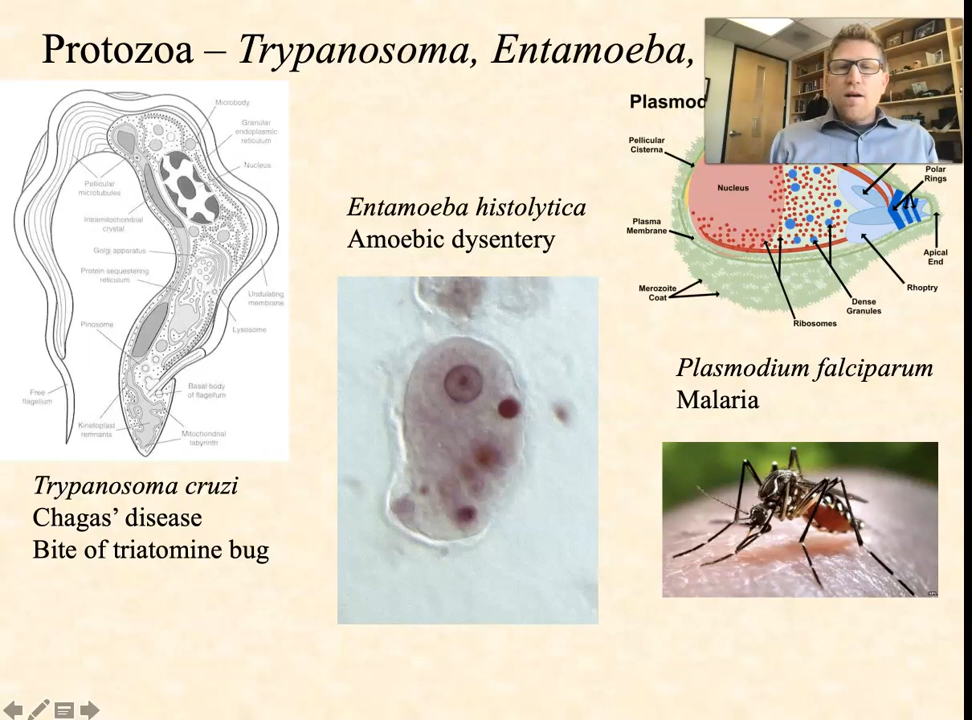 Protozoa – Trypanosoma, Entamoeba,
Microbody
Granular
endoplasmic
reticulum
Nucleus
Pellicular
microtubules
Intramitochondrial
crystal
Golgi apparatus
Protein sequestering
reticulum
Undulating
membrane
Pinosome
Lysosome
Free
flagellum
Basal body
of flagellum
Kinetoplast
remnants
Mitochondrial
labyrinth
Trypanosoma cruzi
Chagas’ disease
Bite of triatomine bug
Entamoeba histolytica
Amoebic dysentery
Plasmod
Pellicular
Cisterna
Nucleus
Polar
Rings
Plasma
Membrane
Apical
End
Merozoite
Coat
Rhoptry
Dense
Granules
Ribosomes
Plasmodium falciparum
Malaria